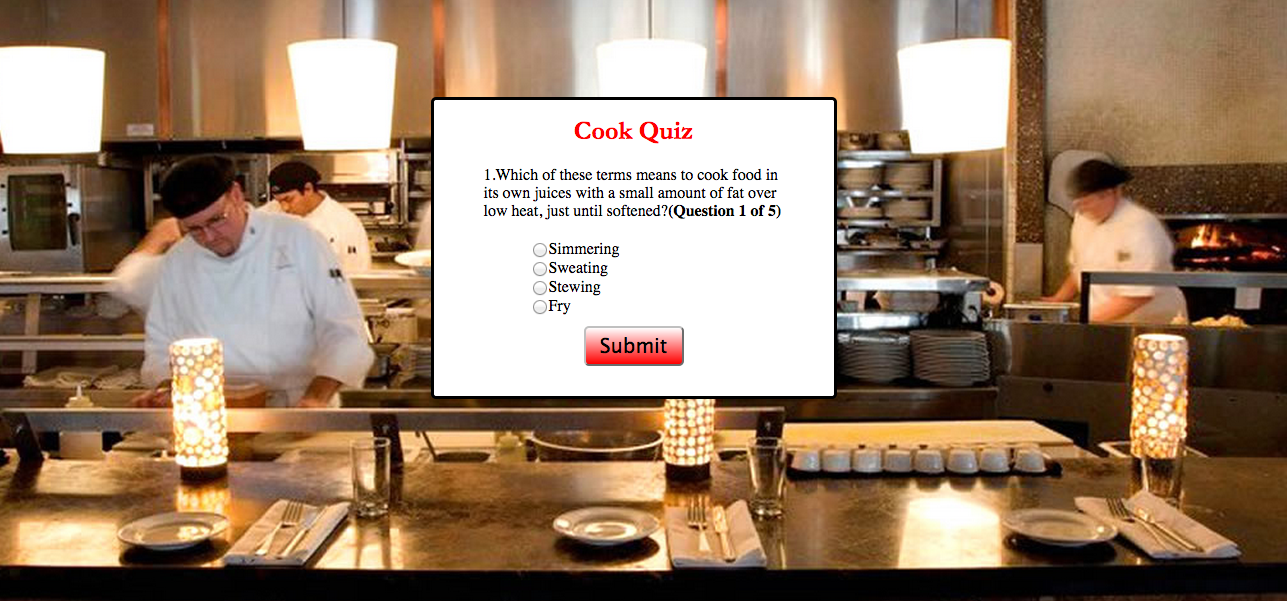 Cook Quiz
1.Which of these terms means to cook food in
its own juices with a small amount of fat over
low heat, just until softened?(Question 1 of 5)
Simmering
Sweating
Stewing
Fry
Submit